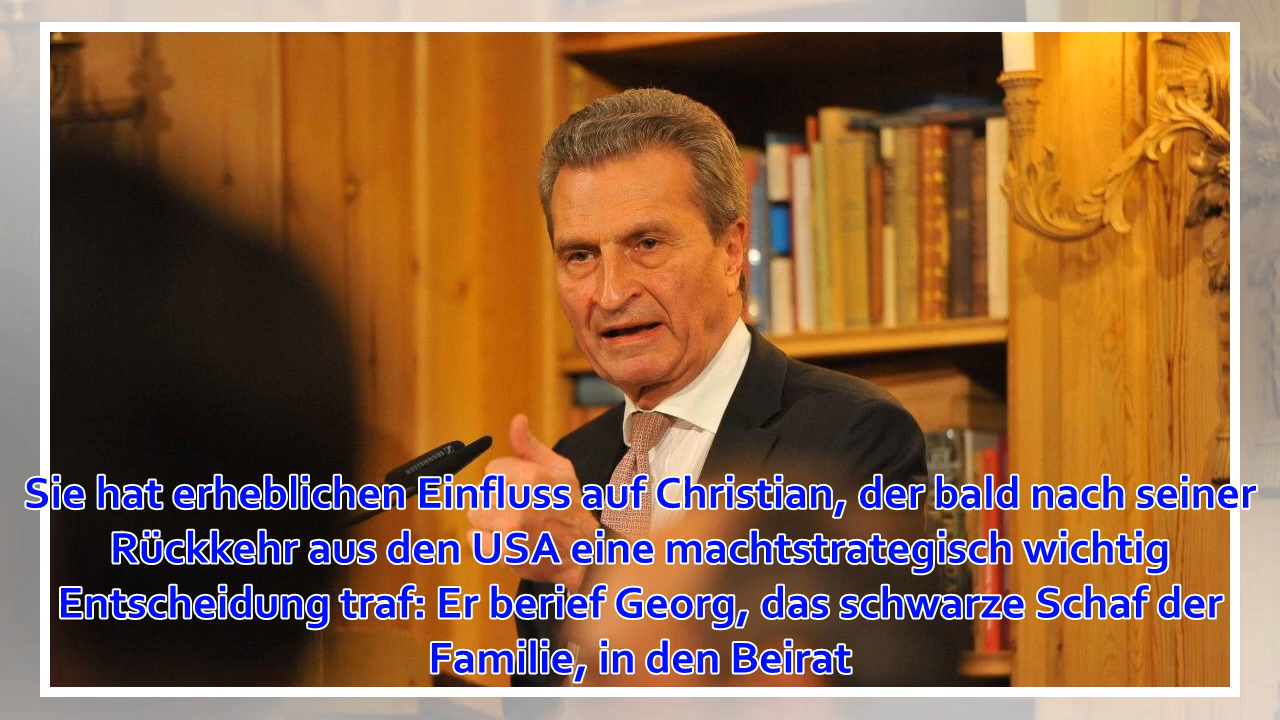 Sie hat erheblichen Einfluss auf Christian, der bald nach seiner
Rückkehr aus den USA eine machtstrategisch wichtig
Entscheidung traf: Er berief Georg, das schwarze Schaf der
Familie, in den Beirat